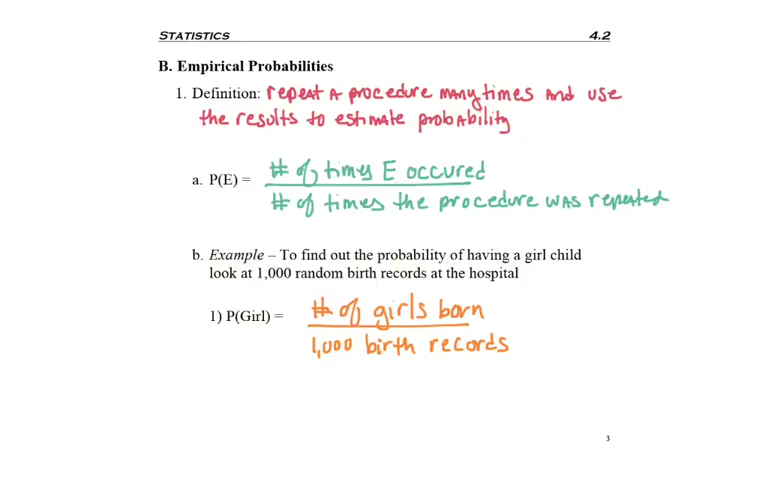 STATISTICS 4.2
B. Empirical Probabilities
1. Definition: REPEAT A PROCEDURE MANY TIMES AND USE
THE RESULTS TO ESTIMATE PROBABILITY
a. P(E) = # of times E occured
# of times the procedure was repeated
b. Example – To find out the probability of having a girl child
look at 1,000 random birth records at the hospital
1) P(Girl) = # of girls born
1,000 birth records
3